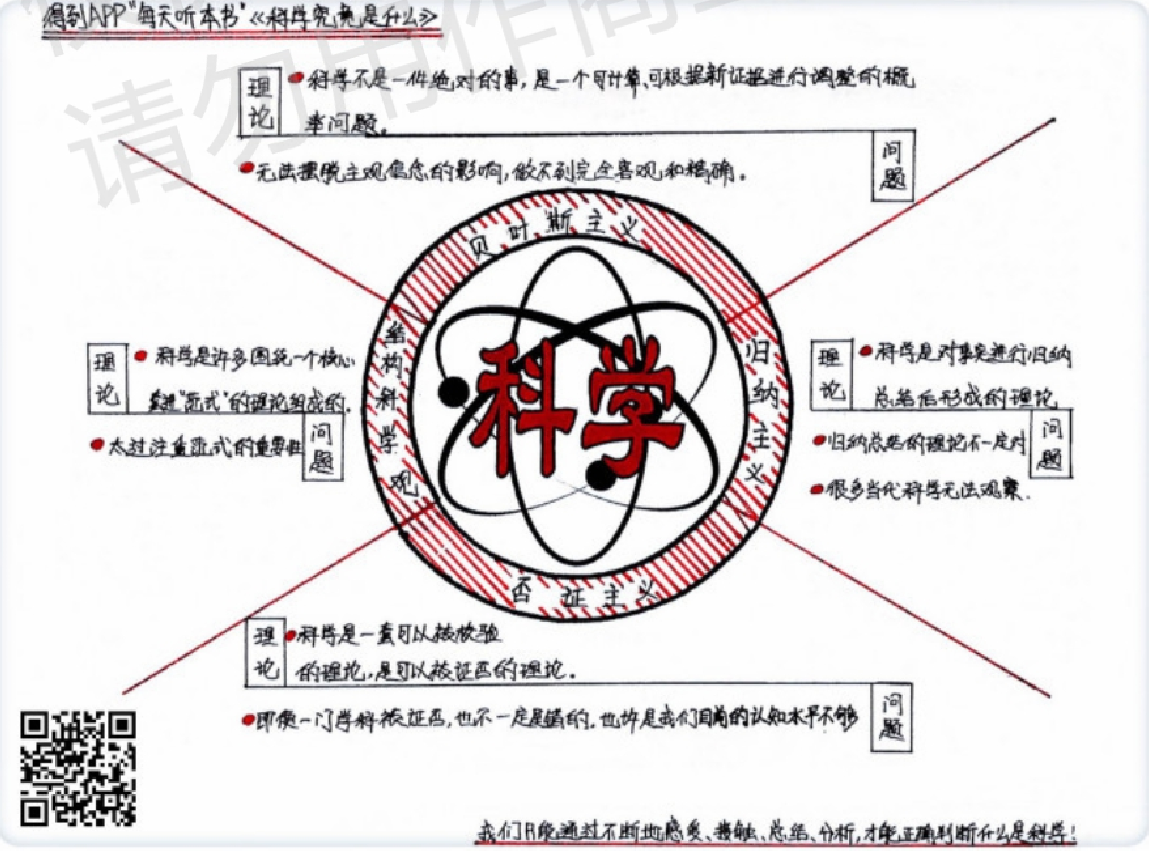 得到APP"每天听本书"《科学究竟是什么》
请勿用作商
理论
科学不是一件绝对的事,是一个可计算、可根据新证据进行调整的概
率问题。
无法摆脱主观信念的影响,做不到完全客观和精确。
问题
贝叶斯主义
结构科学观
归纳主义
否证主义
科学
理论
科学是许多围绕一个核心
"范式"的理论组成的.
太过注重范式的重要性
问题
理论
科学是对事实进行归纳
总结后形成的理论
归纳总结的理论不一定对
很多当代科学无法观察.
问题
理论
科学是一套可以被检验
的理论,是可以被证否的理论。
即使一门学科被证否,也不一定是错的.也许是我们目前的认知水平不够
问题
我们只能通过不断地感受、接触、总结、分析,才能正确判断什么是科学!